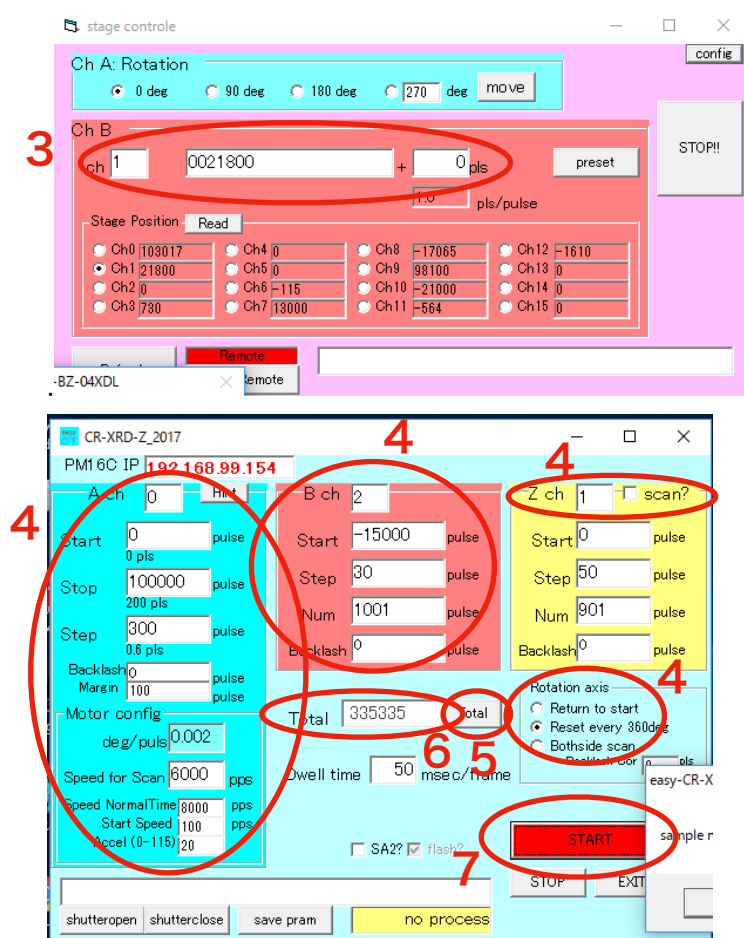 stage controle
config
Ch A: Rotation
0 deg 90 deg 180 deg 270 deg move
3
Ch B
ch 1 0021800 + 0 pls preset
STOP!!
1.0 pls/pulse
Stage Position Read
Ch0 103017 Ch4 0 Ch8 -17065 Ch12 -1610
Ch1 21800 Ch5 0 Ch9 98100 Ch13 0
Ch2 0 Ch6 -115 Ch10 -21000 Ch14 0
Ch3 730 Ch7 13000 Ch11 -564 Ch15 0
Remote
-BZ-04XDL
Remote
easy CT CR-XRD-Z_2017
4
PM16C IP 192.168.99.154
4
A ch 0 Hint B ch 2 Z ch 1 scan?
4
Start 0 pulse Start -15000 pulse Start 0 pulse
0 pls
Stop 100000 pulse Step 30 pulse Step 50 pulse
200 pls
Step 300 pulse Num 1001 pulse Num 901 pulse
0.6 pls
Backlash 0 pulse Backlash 0 pulse Backlash 0 pulse
Margin 100 pulse
Rotation axis
4
Return to start
Reset every 360deg
Bothside scan
Backlash Cor 0 pls
Motor config
Total 335335 Total
6 5
deg/puls 0.002
Speed for Scan 6000 pps Dwell time 50 msec/frame
easy-CR-X
Speed NormalTime 8000 pps
Start Speed 100 pps
Accel (0-115) 20
START
7
sample
SA2? flash?
STOP EXIT
shutteropen shutterclose save pram no process